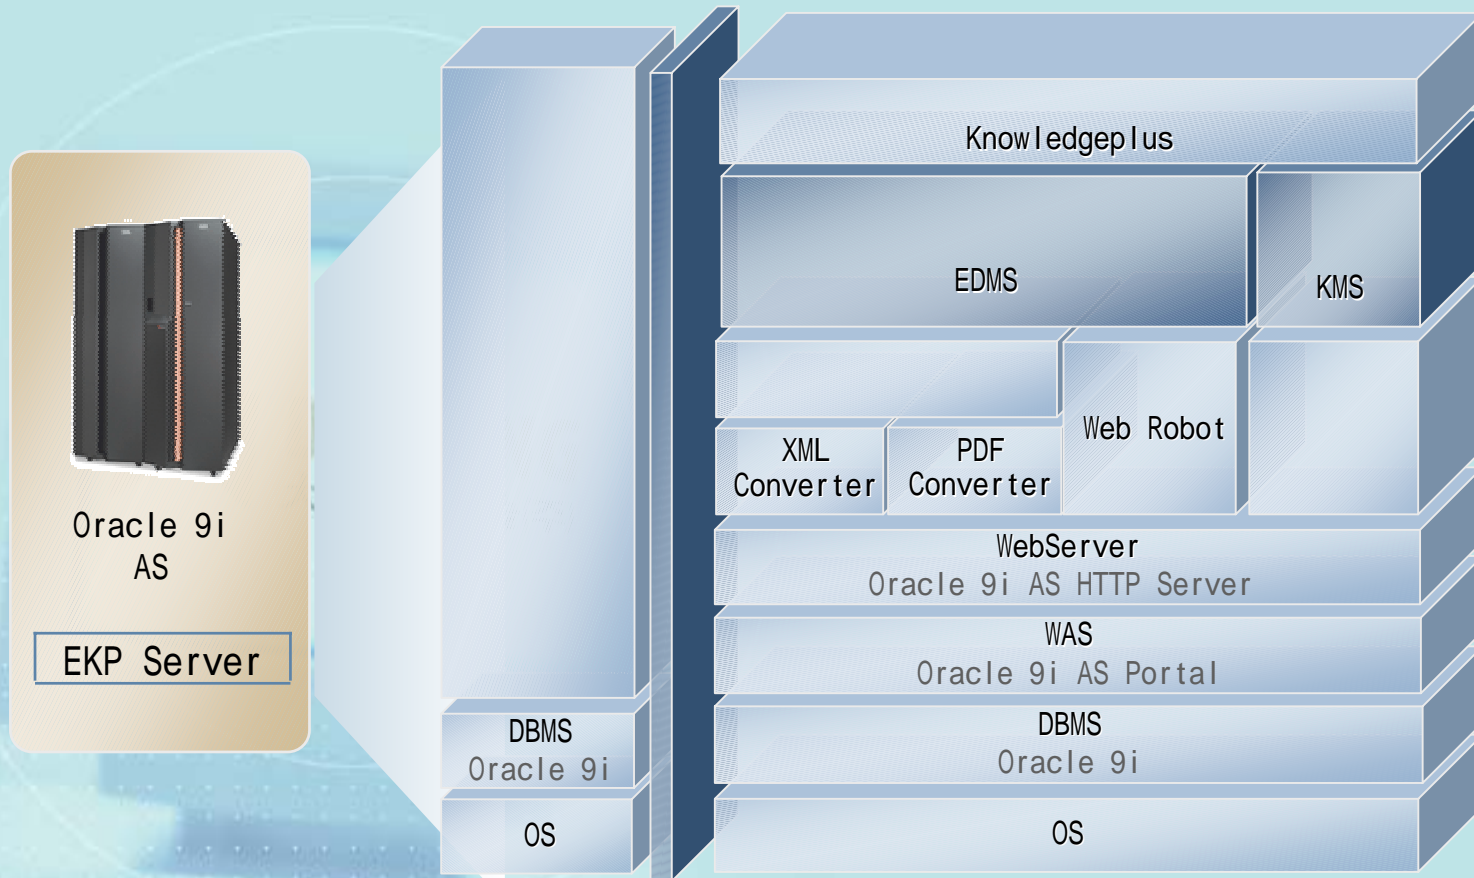 Oracle 9i
AS
EKP Server
DBMS
Oracle 9i
OS
Knowledgeplus
EDMS
KMS
XML
Converter
PDF
Converter
Web Robot
WebServer
Oracle 9i AS HTTP Server
WAS
Oracle 9i AS Portal
DBMS
Oracle 9i
OS